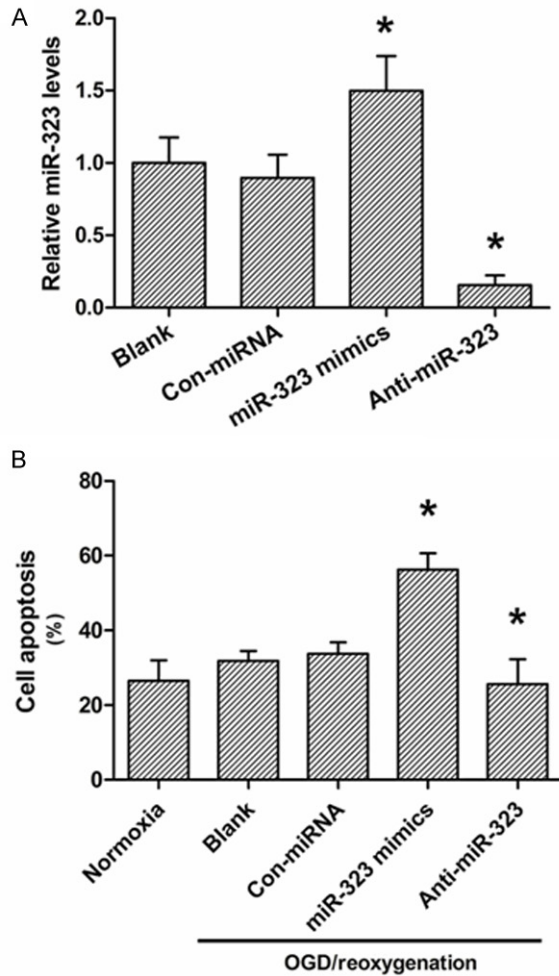 A
Relative miR-323 levels
2.0
1.5
1.0
0.5
0.0
*
*
Blank
Con-miRNA
miR-323 mimics
Anti-miR-323
B
Cell apoptosis
(%)
80
60
40
20
0
*
*
Normoxia
Blank
Con-miRNA
miR-323 mimics
Anti-miR-323
OGD/reoxygenation